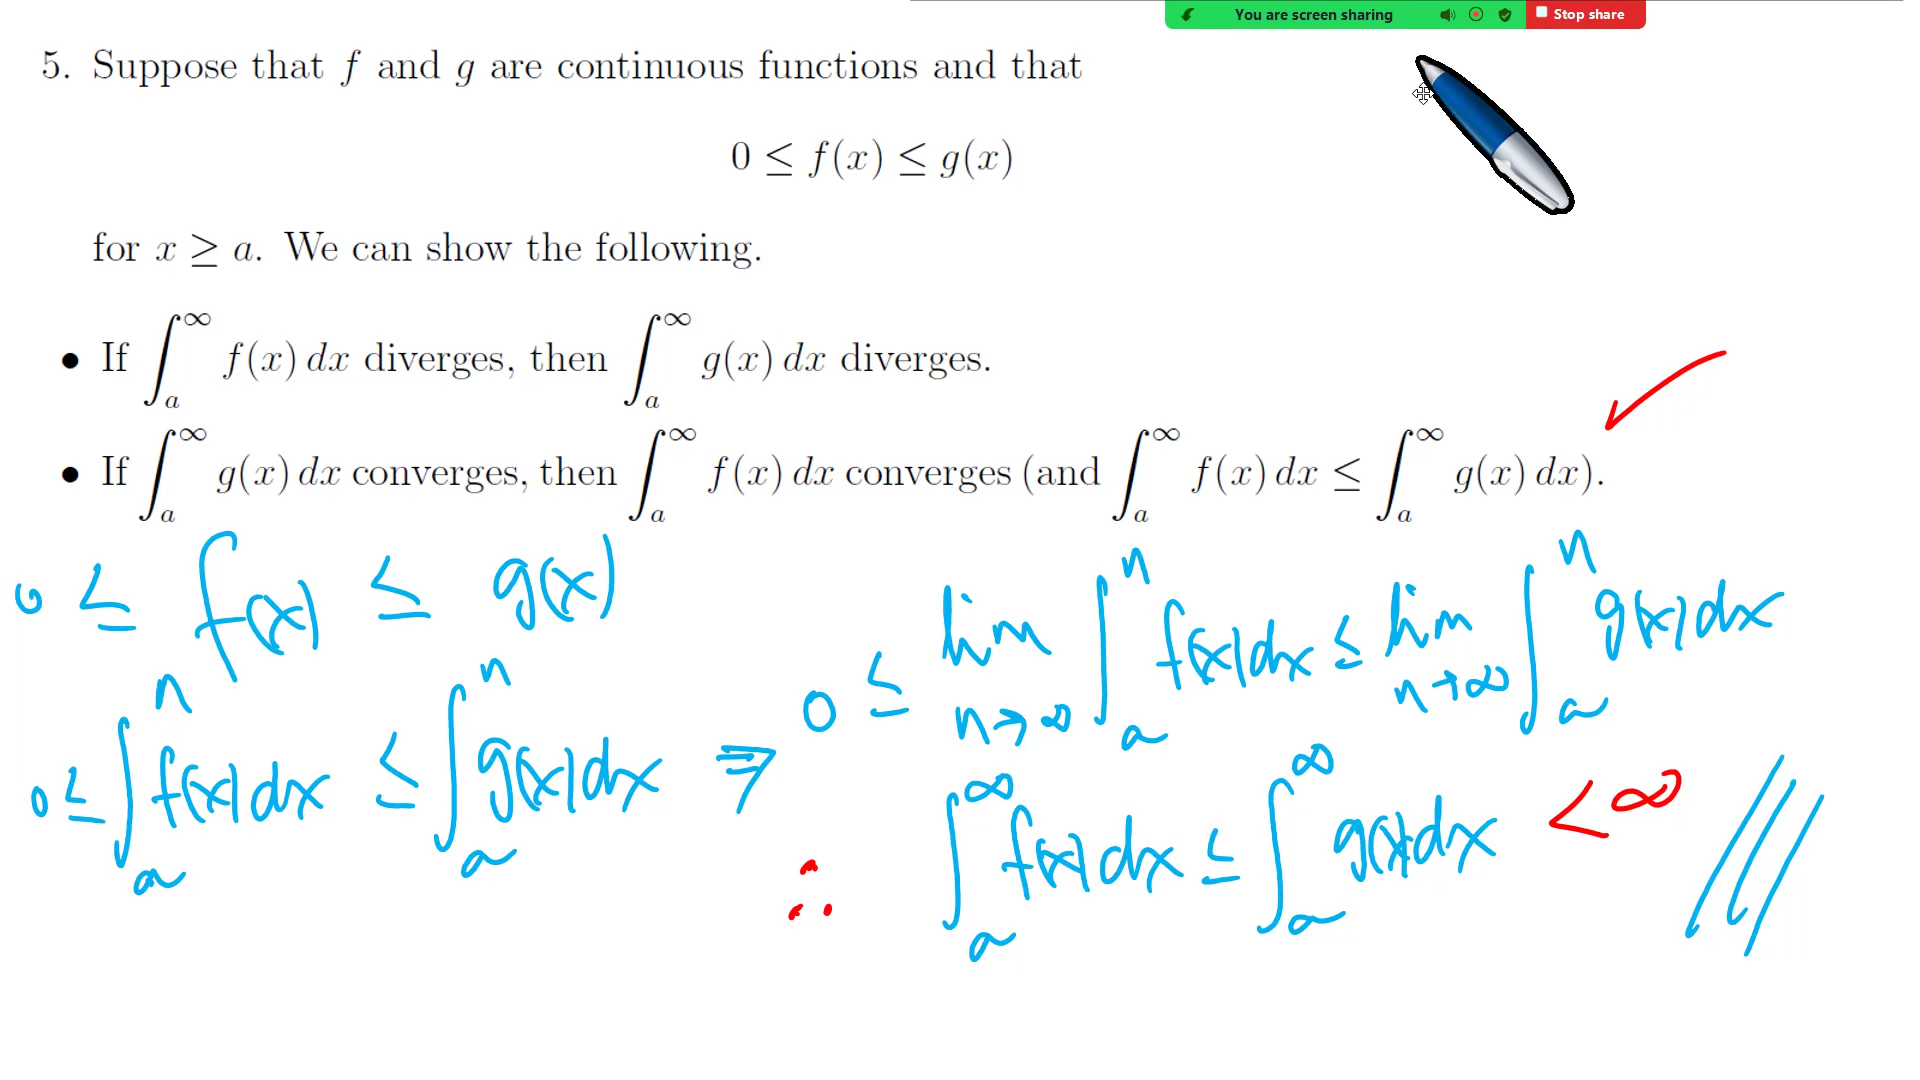 You are screen sharing Stop share
5. Suppose that f and g are continuous functions and that
0 ≤ f(x) ≤ g(x)
for x ≥ a. We can show the following.
• If ∫_a^∞ f(x) dx diverges, then ∫_a^∞ g(x) dx diverges.
• If ∫_a^∞ g(x) dx converges, then ∫_a^∞ f(x) dx converges (and ∫_a^∞ f(x) dx ≤ ∫_a^∞ g(x) dx).
0 ≤ f(x) ≤ g(x)
0 ≤ ∫_a^n f(x) dx ≤ ∫_a^n g(x) dx ⇒
0 ≤ lim_{n→∞} ∫_a^n f(x) dx ≤ lim_{n→∞} ∫_a^n g(x) dx
∴ ∫_a^∞ f(x) dx ≤ ∫_a^∞ g(x) dx < ∞